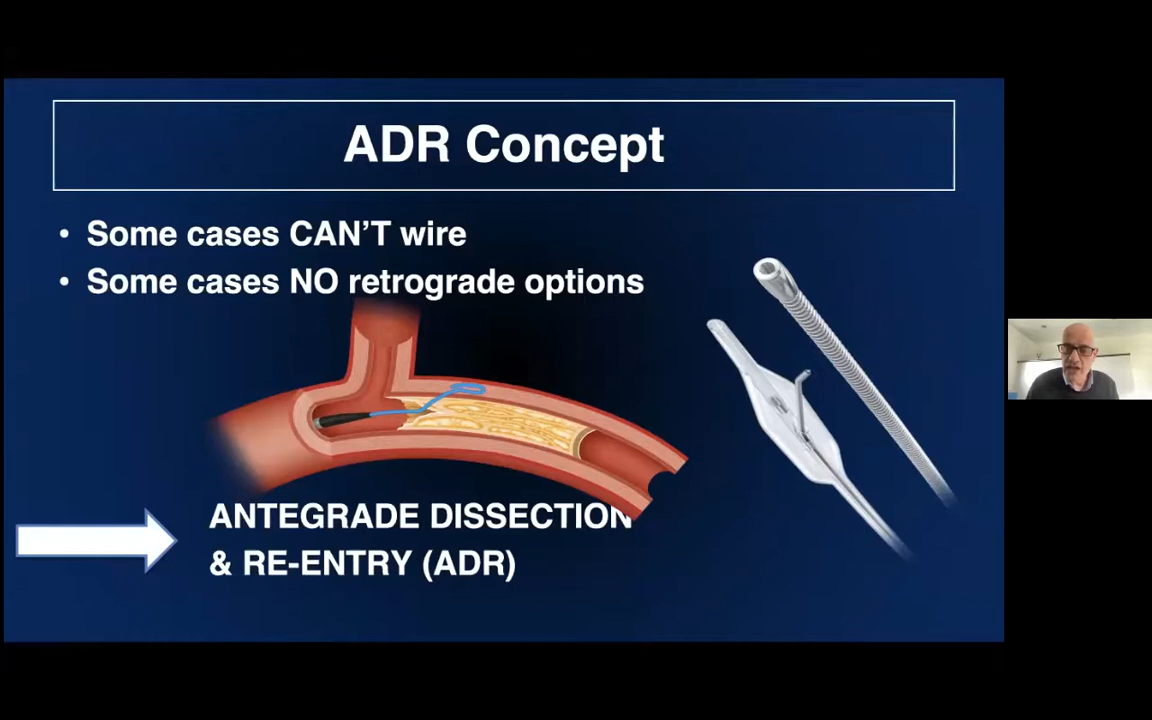 ADR Concept
• Some cases CAN’T wire
• Some cases NO retrograde options
ANTEGRADE DISSECTION
& RE-ENTRY (ADR)